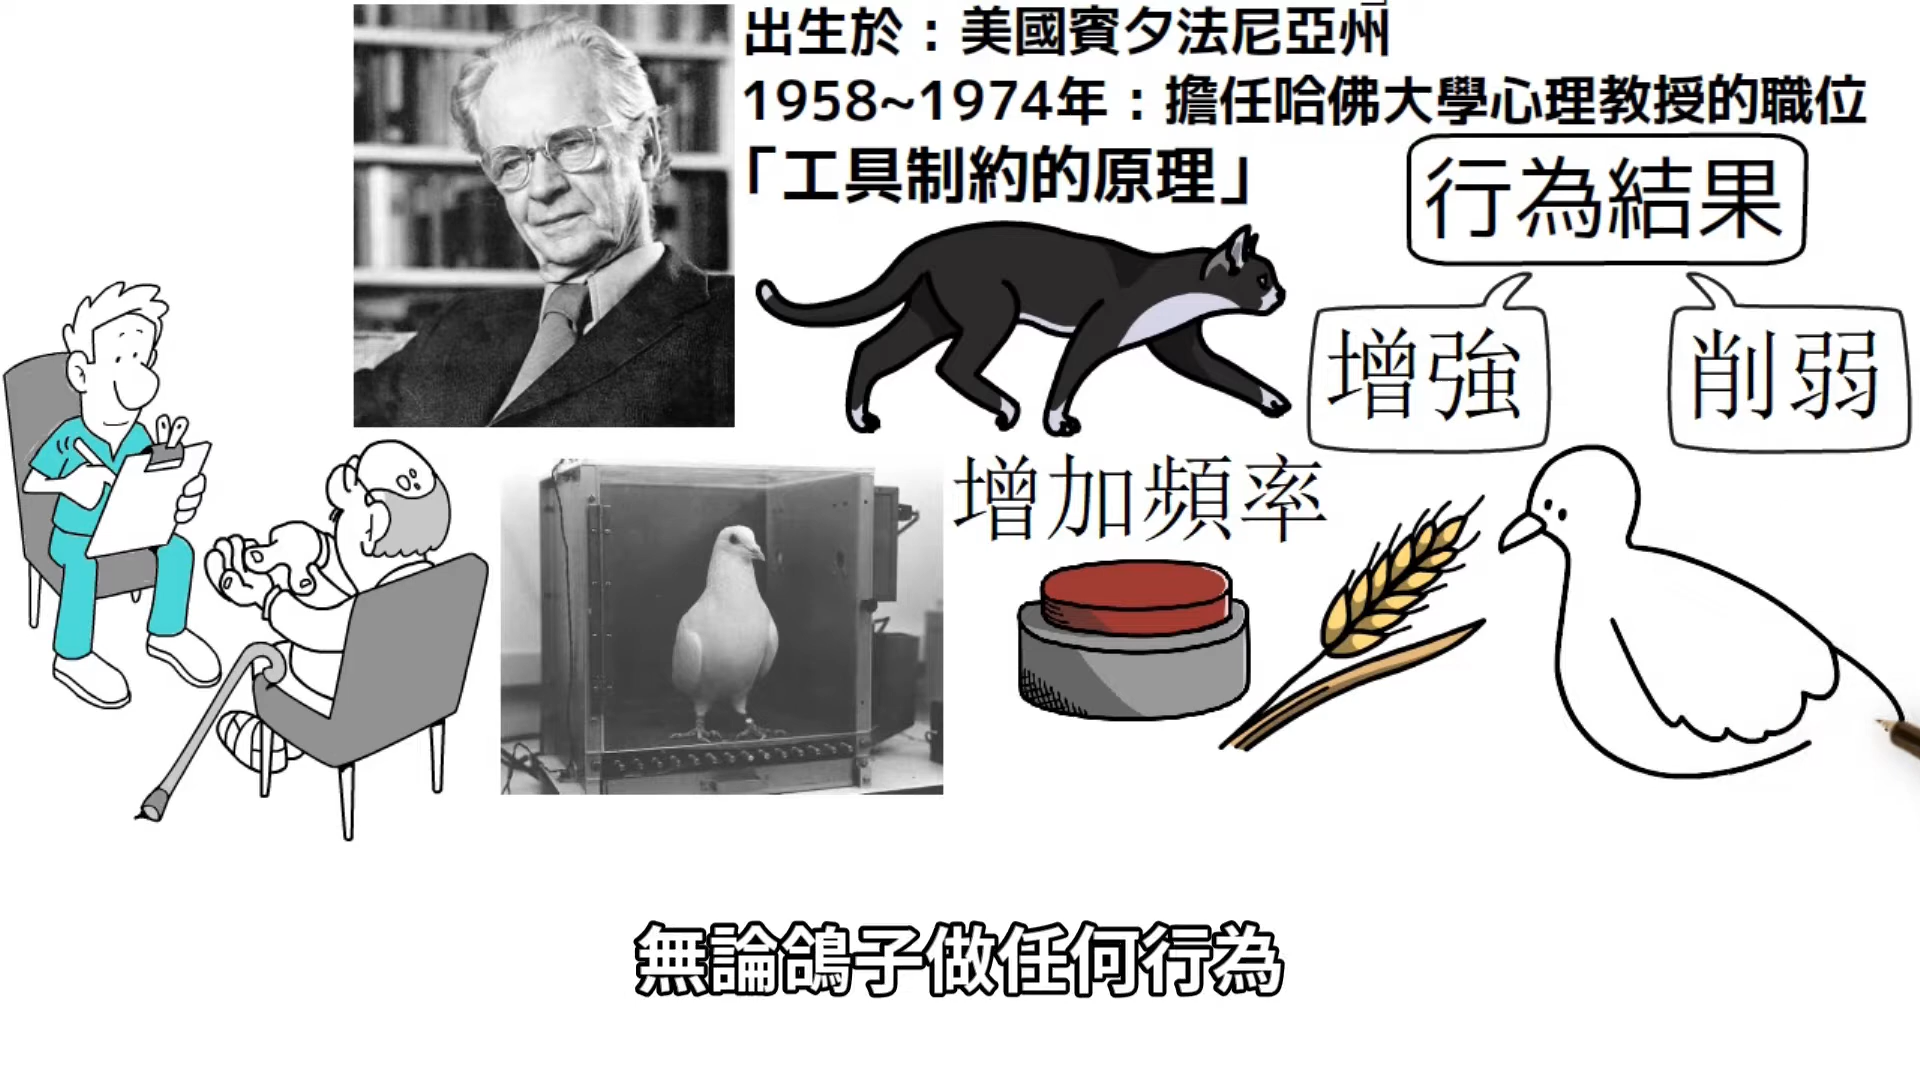 出生於：美國賓夕法尼亞州
1958~1974年：擔任哈佛大學心理教授的職位
「工具制約的原理」
行為結果
增強
削弱
增加頻率
無論鴿子做任何行為